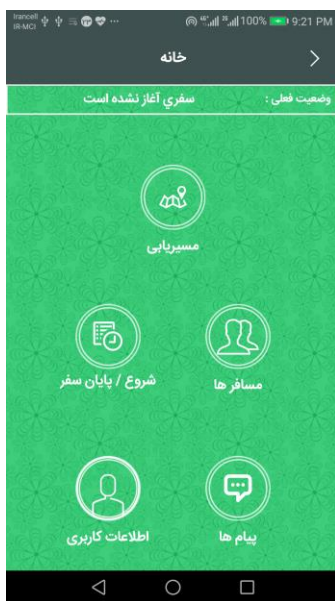 Irancell
IR-MCI
100% 9:21 PM
خانه
وضعیت فعلی : سفري آغاز نشده است
مسیریابی
مسافر ها
شروع / پایان سفر
پیام ها
اطلاعات کاربری